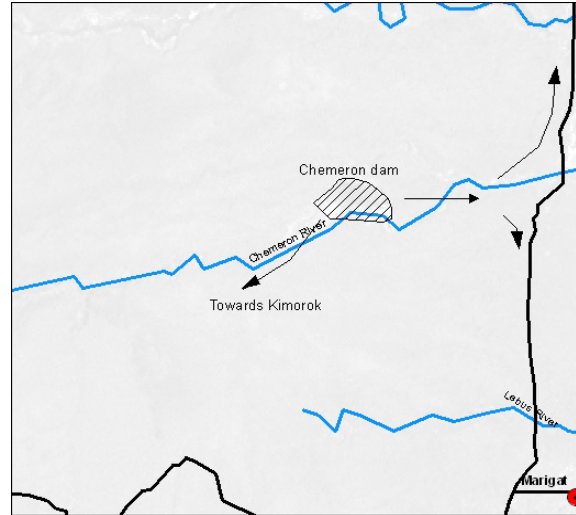 Chemeron dam
Chemeron River
Towards Kimorok
Lebus River
Marigat